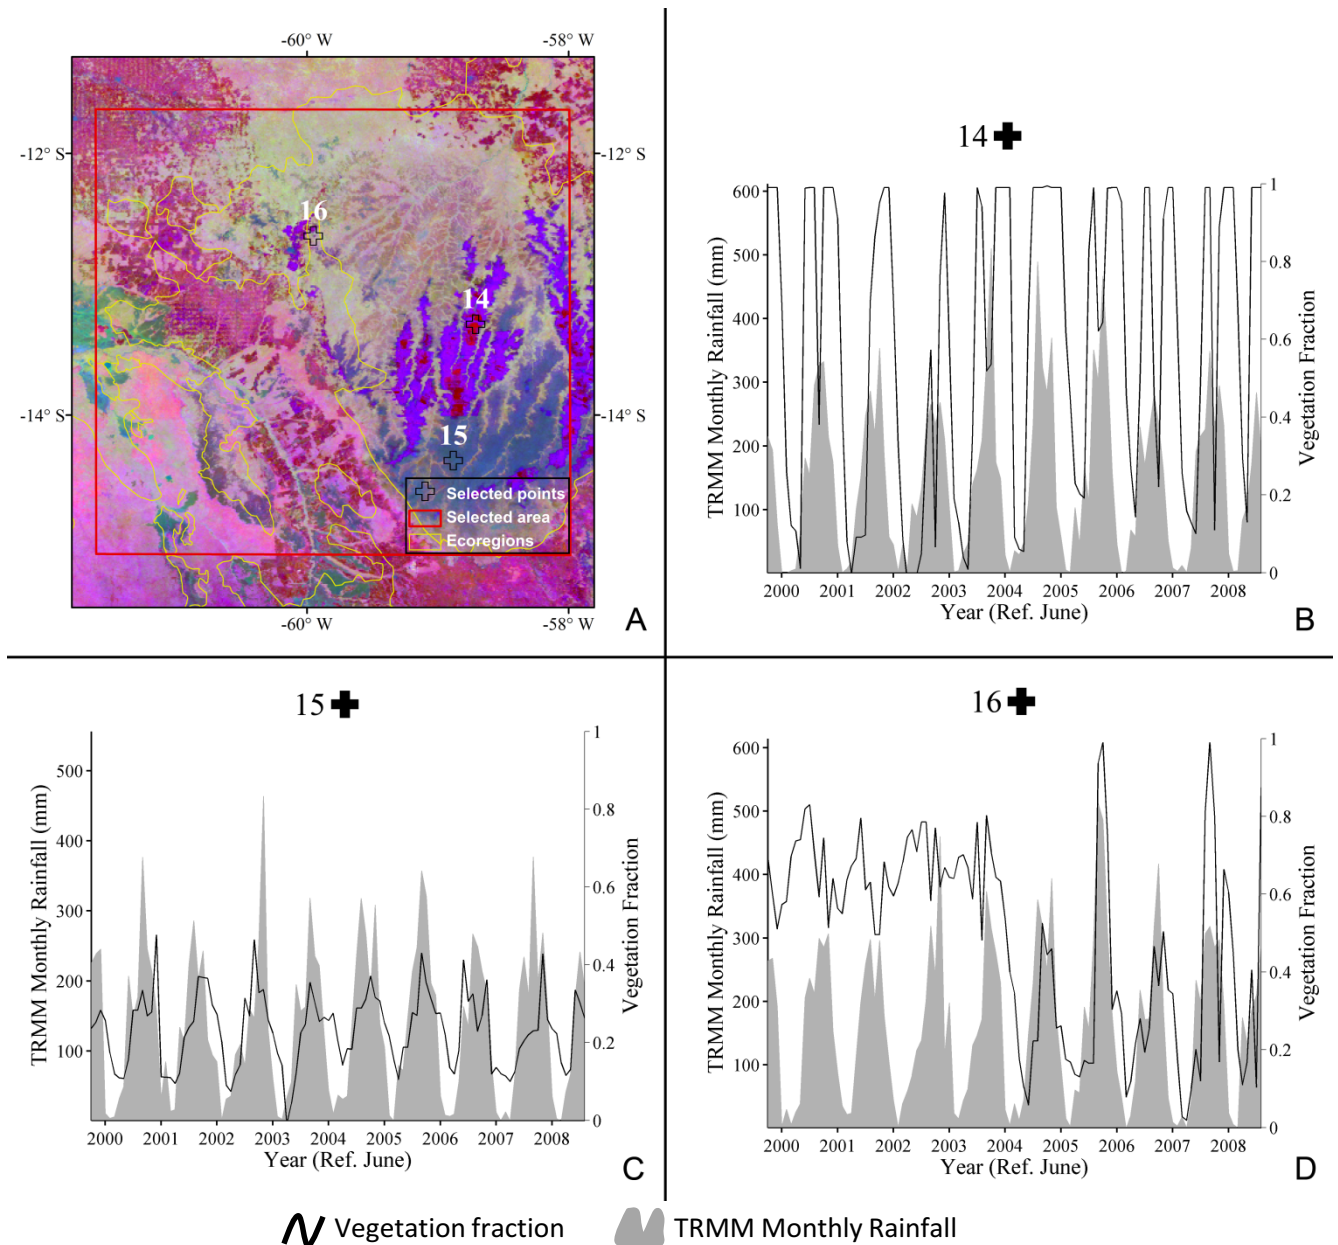 -60° W
-58° W
-12° S
-12° S
16
14
-14° S
-14° S
15
Selected points
Selected area
Ecoregions
-60° W
-58° W
A
14
600
500
400
300
200
100
TRMM Monthly Rainfall (mm)
1
0.8
0.6
0.4
0.2
0
Vegetation Fraction
2000 2001 2002 2003 2004 2005 2006 2007 2008
Year (Ref. June)
B
15
500
400
300
200
100
TRMM Monthly Rainfall (mm)
1
0.8
0.6
0.4
0.2
0
Vegetation Fraction
2000 2001 2002 2003 2004 2005 2006 2007 2008
Year (Ref. June)
C
16
600
500
400
300
200
100
TRMM Monthly Rainfall (mm)
1
0.8
0.6
0.4
0.2
0
Vegetation Fraction
2000 2001 2002 2003 2004 2005 2006 2007 2008
Year (Ref. June)
D
Vegetation fraction
TRMM Monthly Rainfall